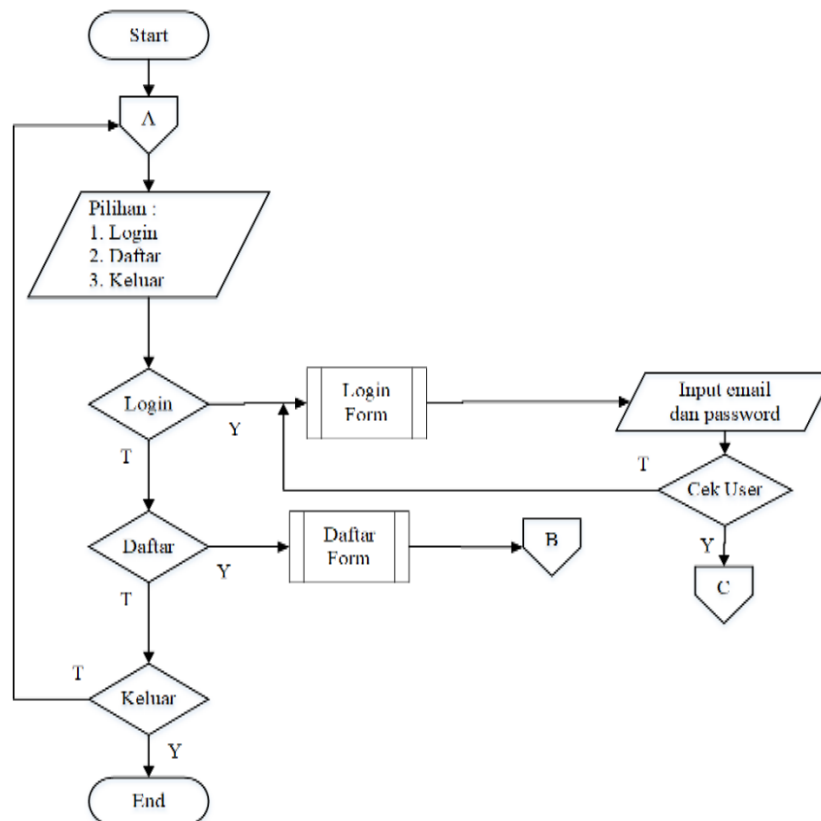 Start
A
Pilihan :
1. Login
2. Daftar
3. Keluar
Login
Y
Login
Form
Input email
dan password
T
T
Cek User
Y
C
Daftar
Y
Daftar
Form
B
T
T
Keluar
Y
End